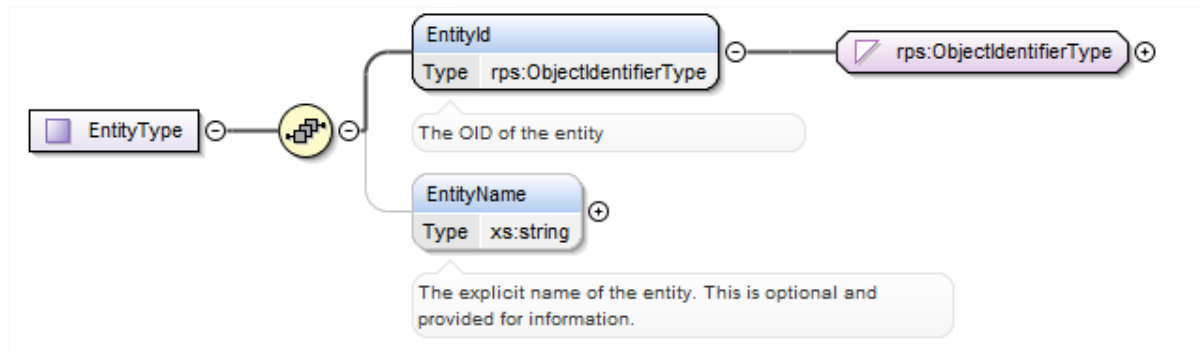 EntityId
Type rps:ObjectIdentifierType
rps:ObjectIdentifierType
The OID of the entity
EntityType
EntityName
Type xs:string
The explicit name of the entity. This is optional and
provided for information.